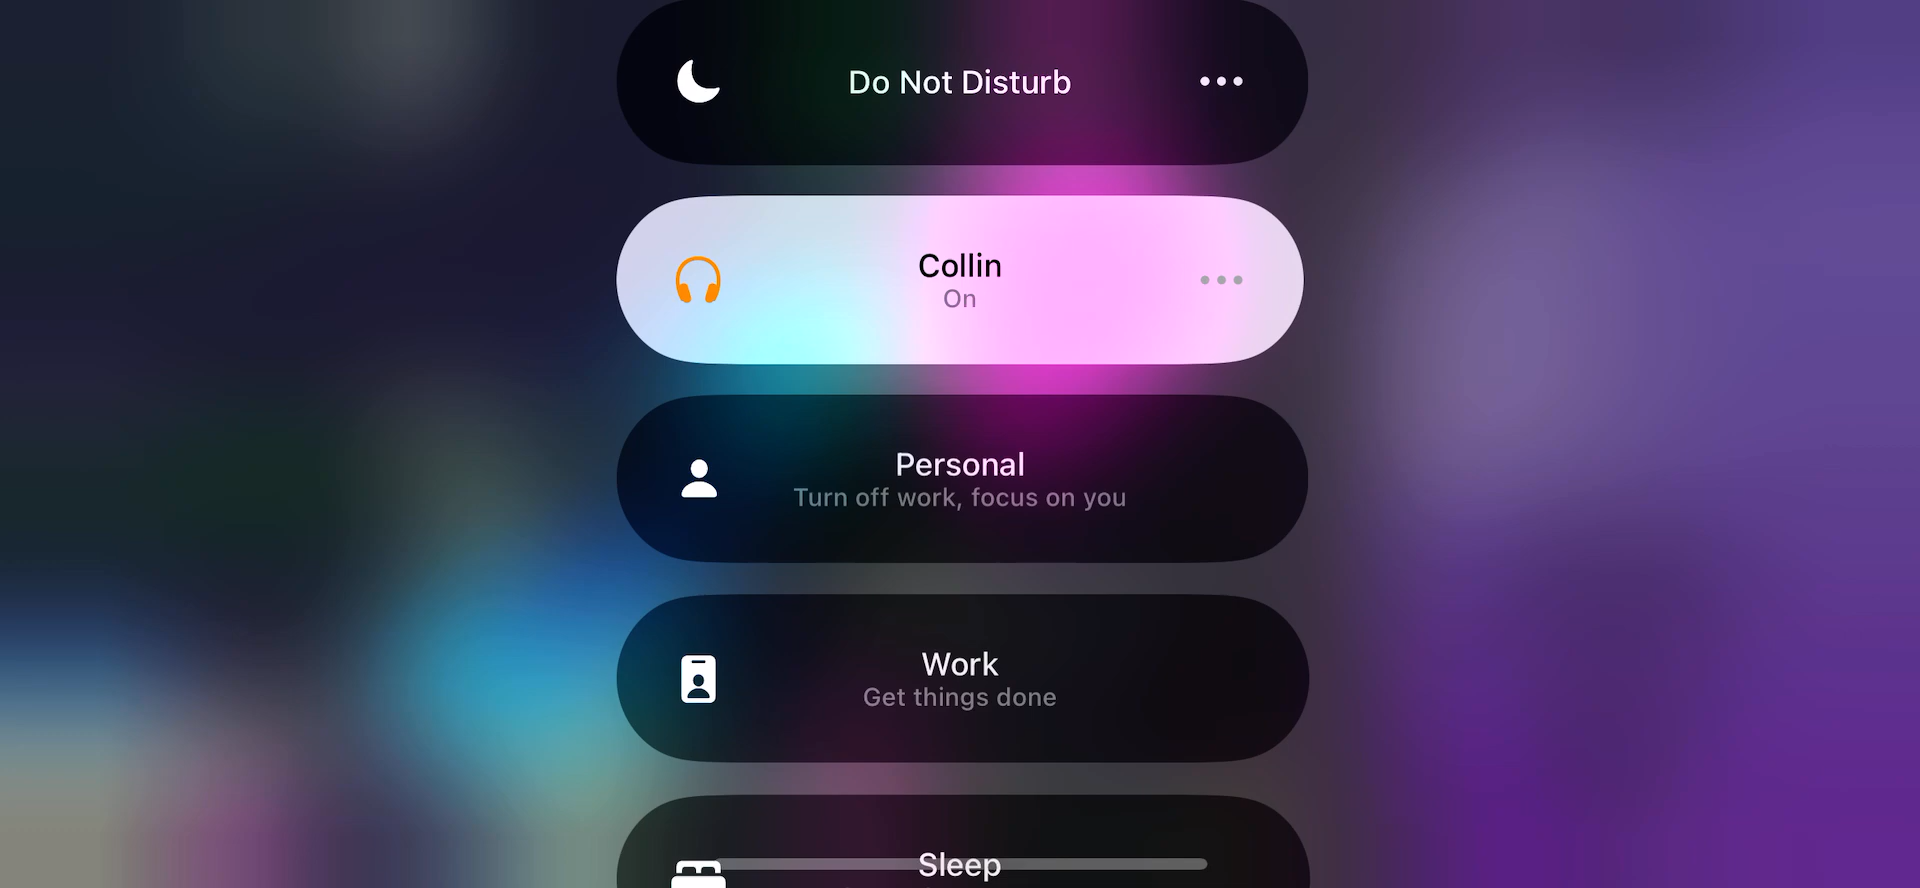 Do Not Disturb
Collin
On
Personal
Turn off work, focus on you
Work
Get things done
Sleep